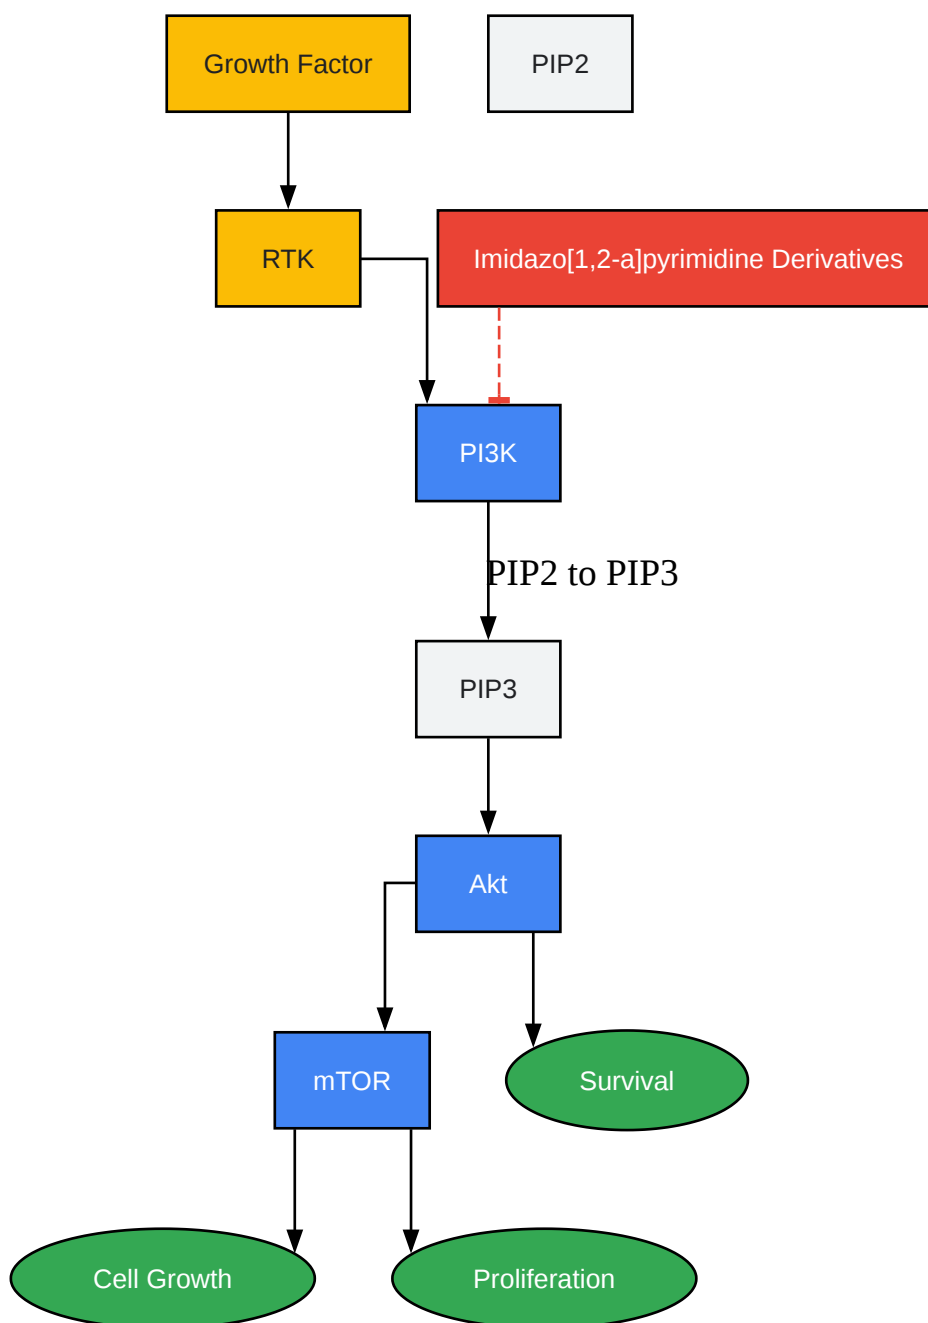 Growth Factor
PIP2
RTK
Imidazo[1,2-a]pyrimidine Derivatives
PI3K
PIP2 to PIP3
PIP3
Akt
mTOR
Survival
Cell Growth
Proliferation